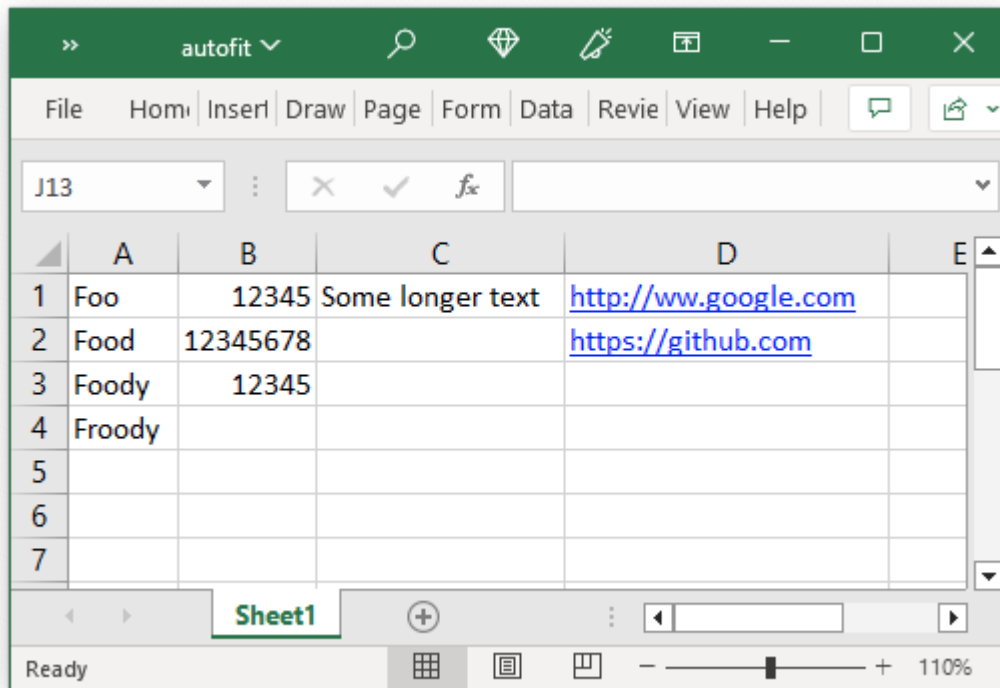 » autofit
File Hom Insert Draw Page Form Data Revie View Help
J13 fx
A B C D E
1 Foo 12345 Some longer text http://ww.google.com
2 Food 12345678 https://github.com
3 Foody 12345
4 Froody
5
6
7
Sheet1
Ready 110%